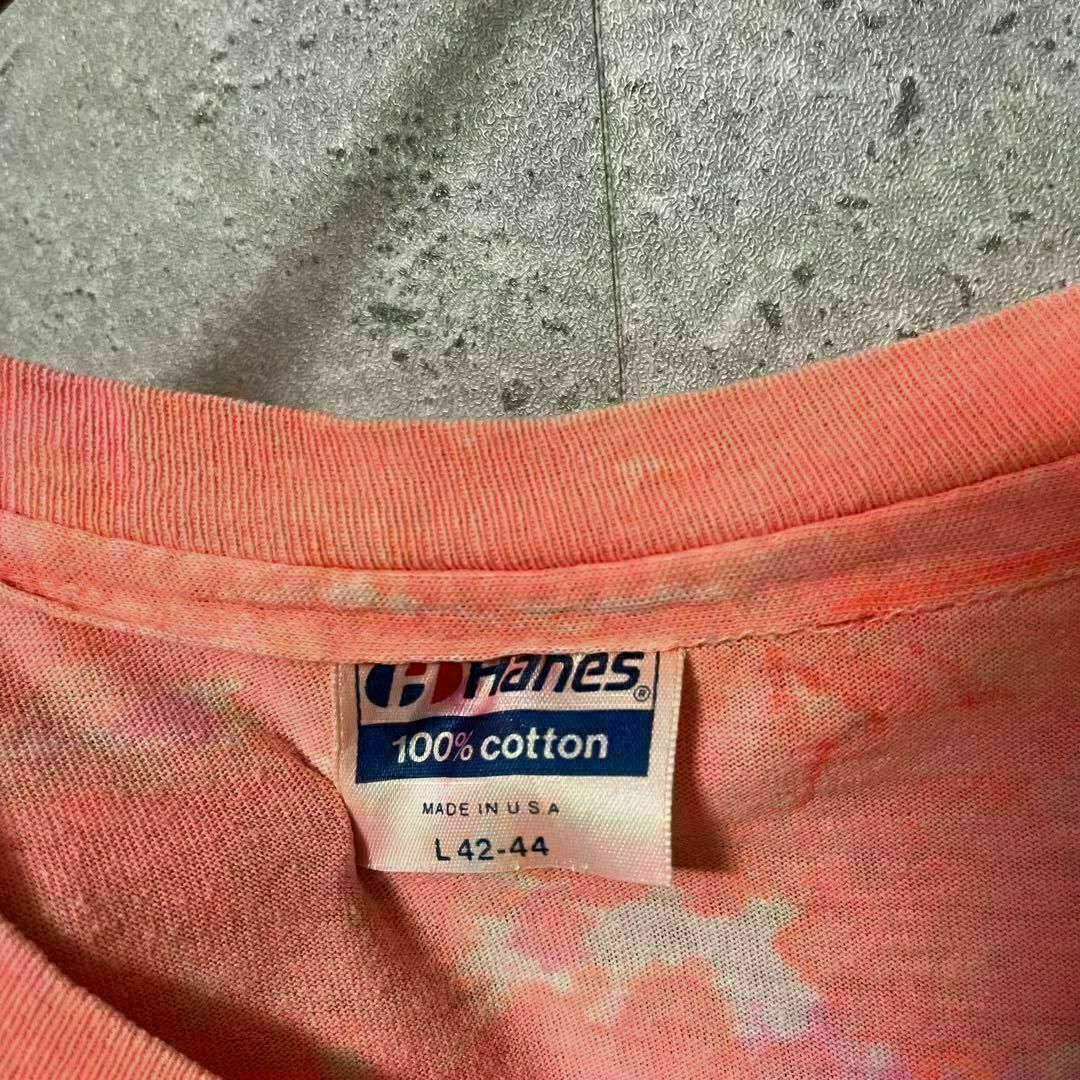 Hanes®
100% cotton
MADE IN U S A
L 42-44